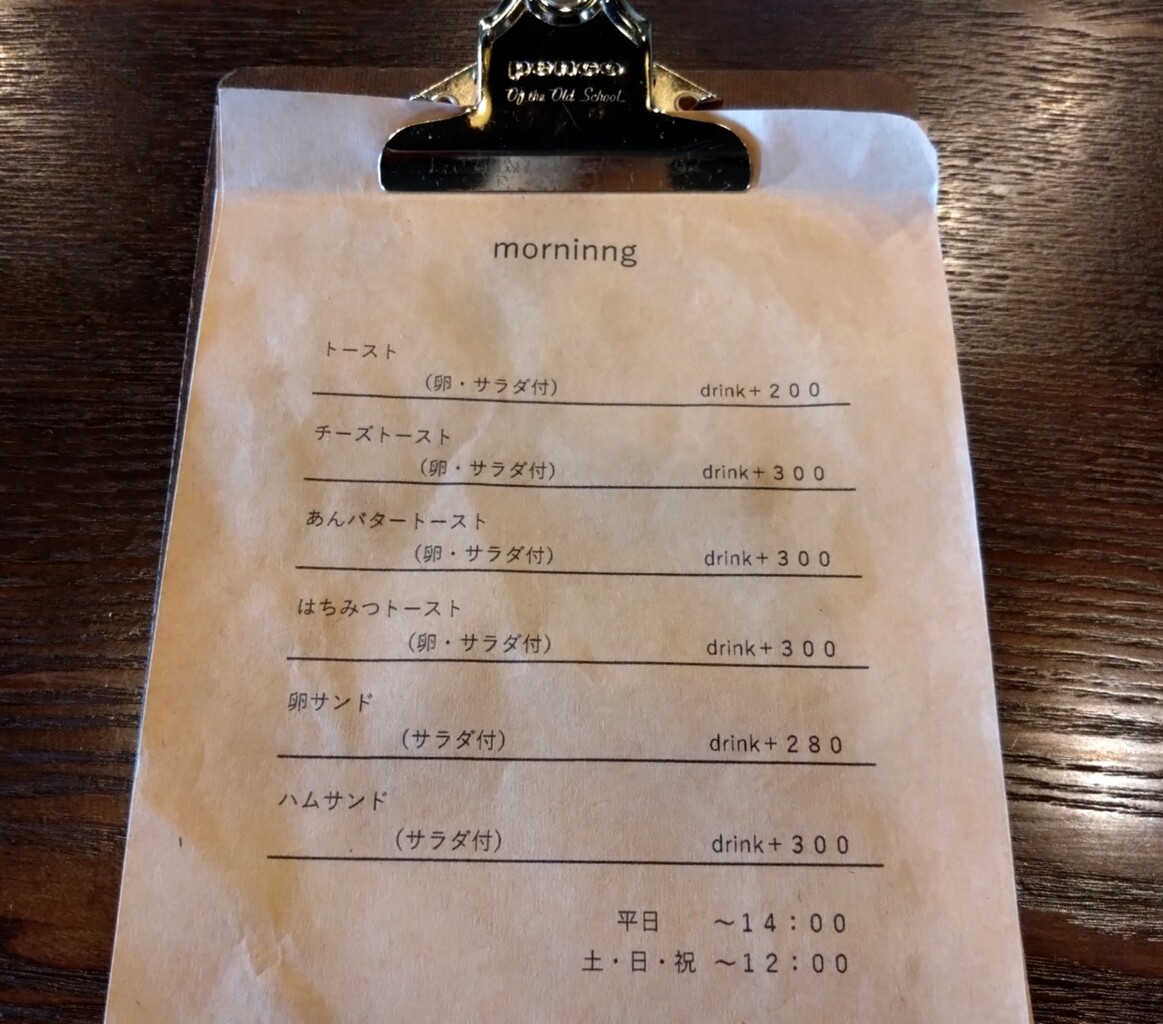 penco
Of the Old School
morninng
トースト
(卵・サラダ付) drink+200
チーズトースト
(卵・サラダ付) drink+300
あんバタートースト
(卵・サラダ付) drink+300
はちみつトースト
(卵・サラダ付) drink+300
卵サンド
(サラダ付) drink+280
ハムサンド
(サラダ付) drink+300
平日 ～14：00
土・日・祝 ～12：00